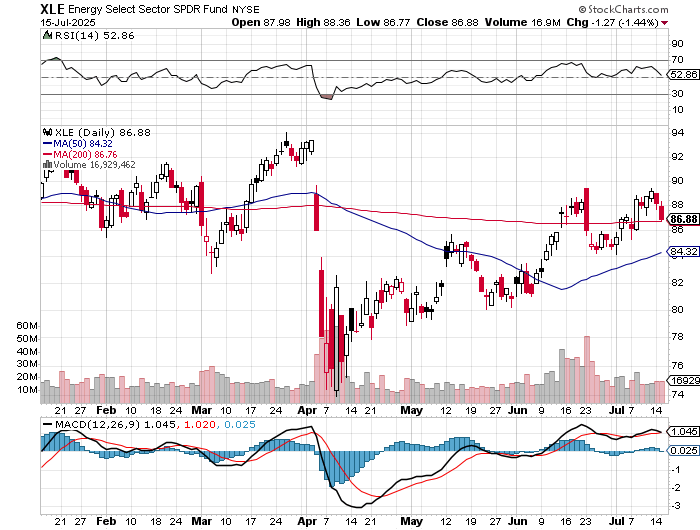 XLE Energy Select Sector SPDR Fund NYSE © StockCharts.com
15-Jul-2025 Open 87.98 High 88.36 Low 86.77 Close 86.88 Volume 16.9M Chg -1.27 (-1.44%)
RSI(14) 52.86
90
70
52.86
30
10
XLE (Daily) 86.88
MA(50) 84.32
MA(200) 86.76
Volume 16,929,462
94
92
90
88
86.88
86
84.32
82
80
78
76
74
60M
50M
40M
30M
20M
10M
16929
21 27 Feb 10 18 24 Mar 10 17 24 Apr 7 14 21 May 12 19 27 Jun 9 16 23 Jul 7 14
MACD(12,26,9) 1.045, 1.020, 0.025
1.045
0.025
-1
-2
-3
21 27 Feb 10 18 24 Mar 10 17 24 Apr 7 14 21 May 12 19 27 Jun 9 16 23 Jul 7 14